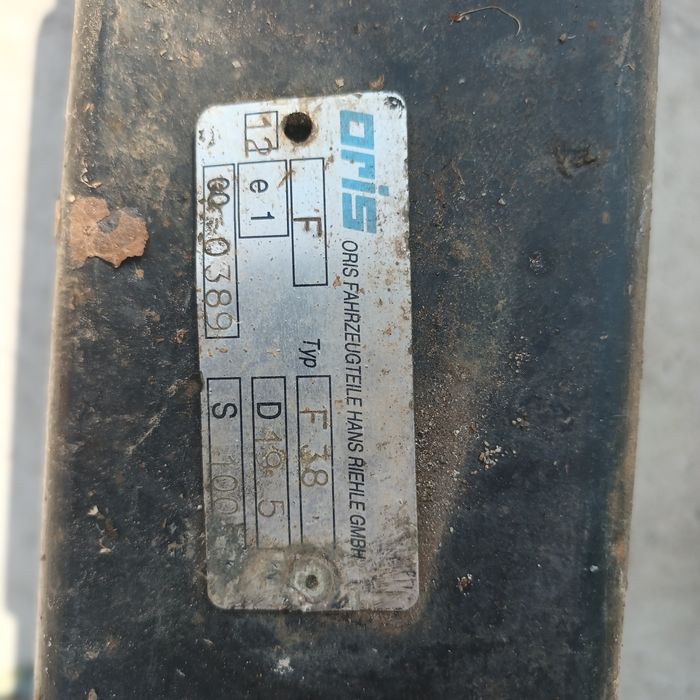 oris
ORIS FAHRZEUGTEILE HANS RIEHLE GMBH
F Typ F 38
e 1 D 19.5
12 00-0389 S 100